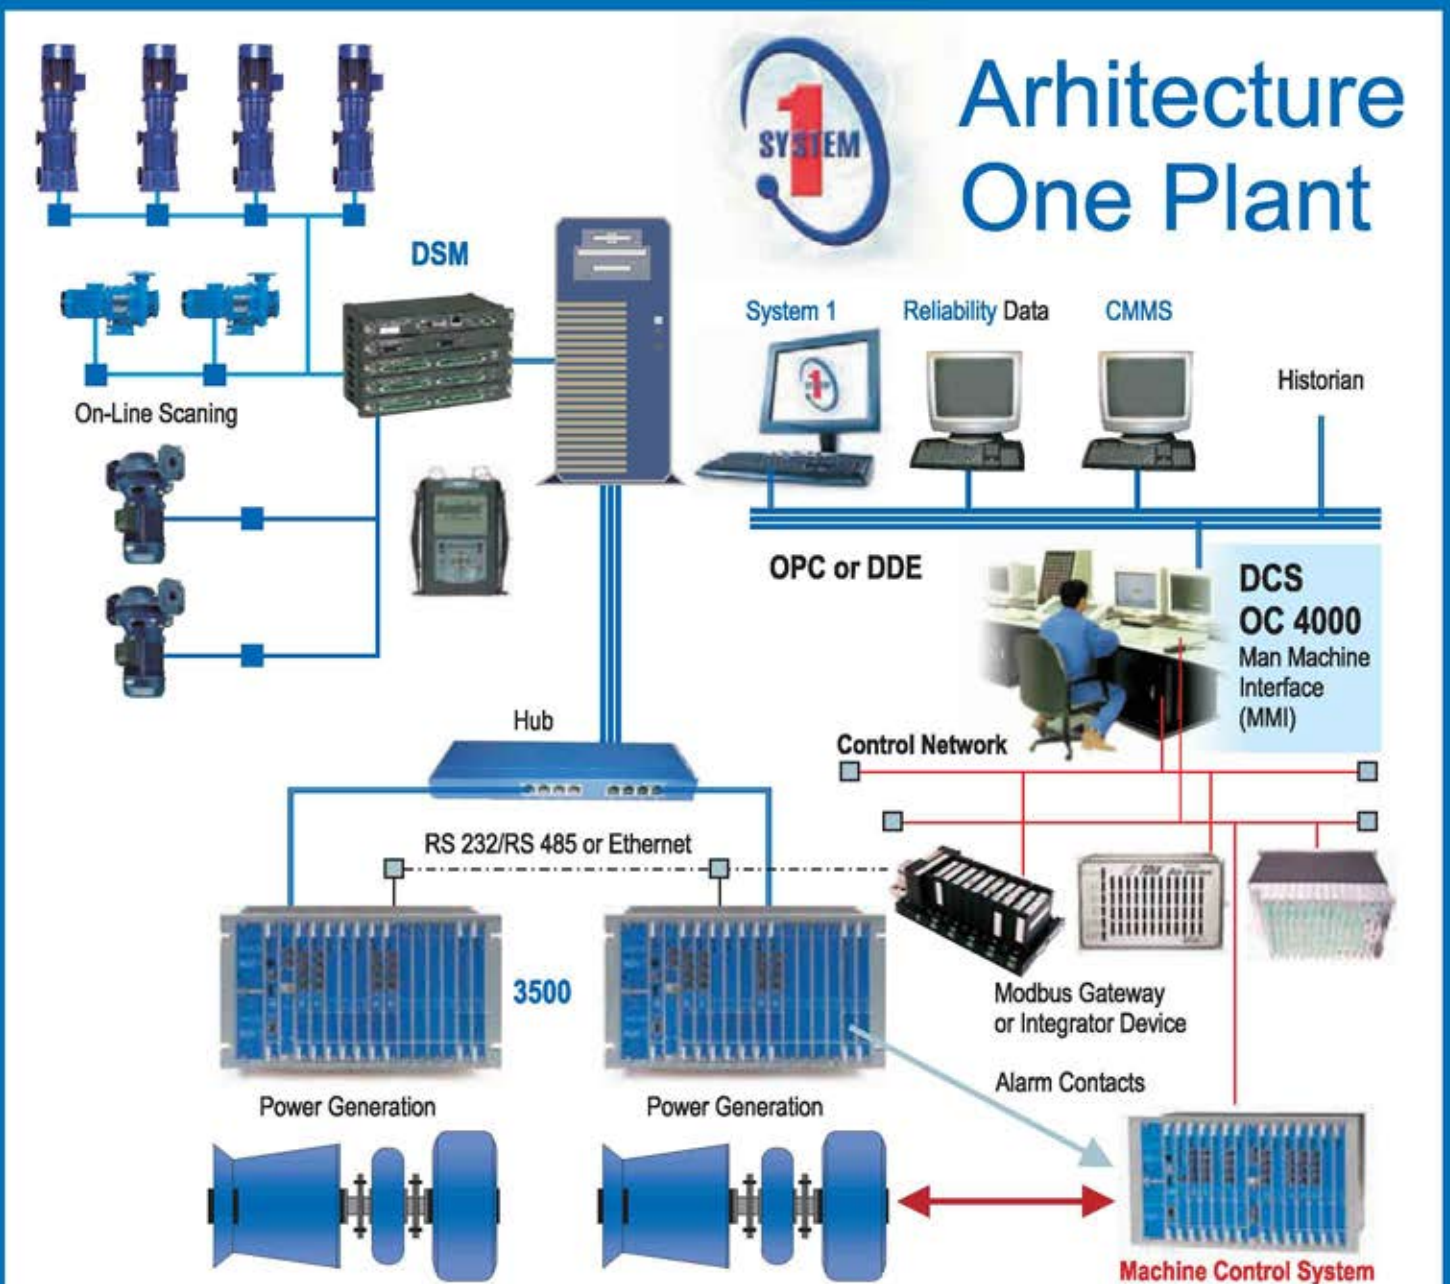 Arhitecture
One Plant
1
SYSTEM
DSM
System 1
Reliability Data
CMMS
Historian
On-Line Scaning
OPC or DDE
DCS
OC 4000
Man Machine
Interface
(MMI)
Hub
Control Network
RS 232/RS 485 or Ethernet
3500
Modbus Gateway
or Integrator Device
Alarm Contacts
Power Generation
Power Generation
Machine Control System